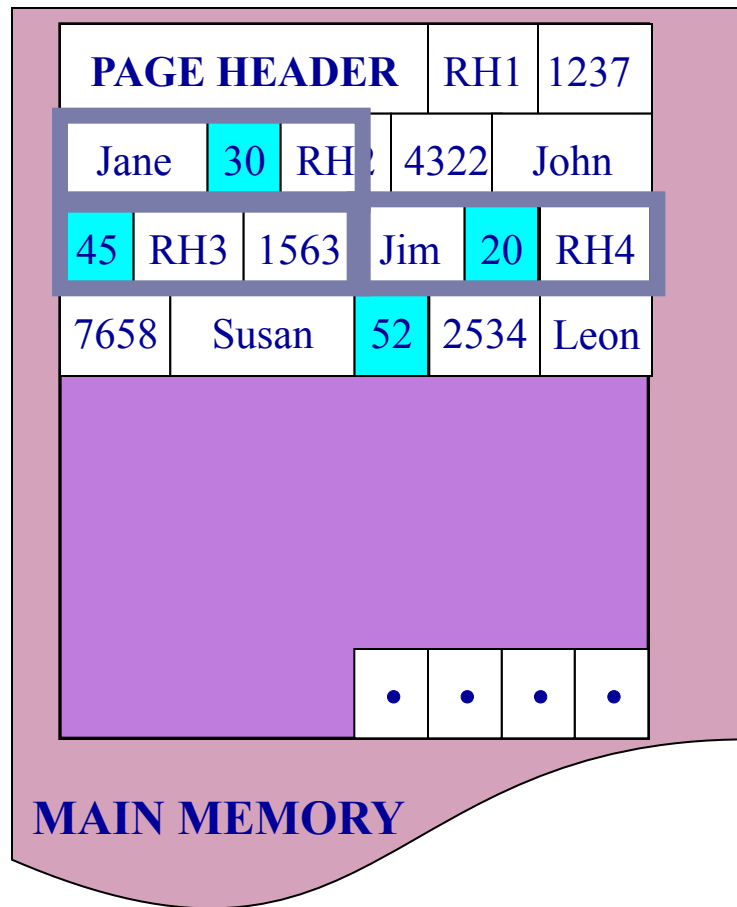 PAGE HEADER RH1 1237
Jane 30 RH2 4322 John
45 RH3 1563 Jim 20 RH4
7658 Susan 52 2534 Leon
MAIN MEMORY